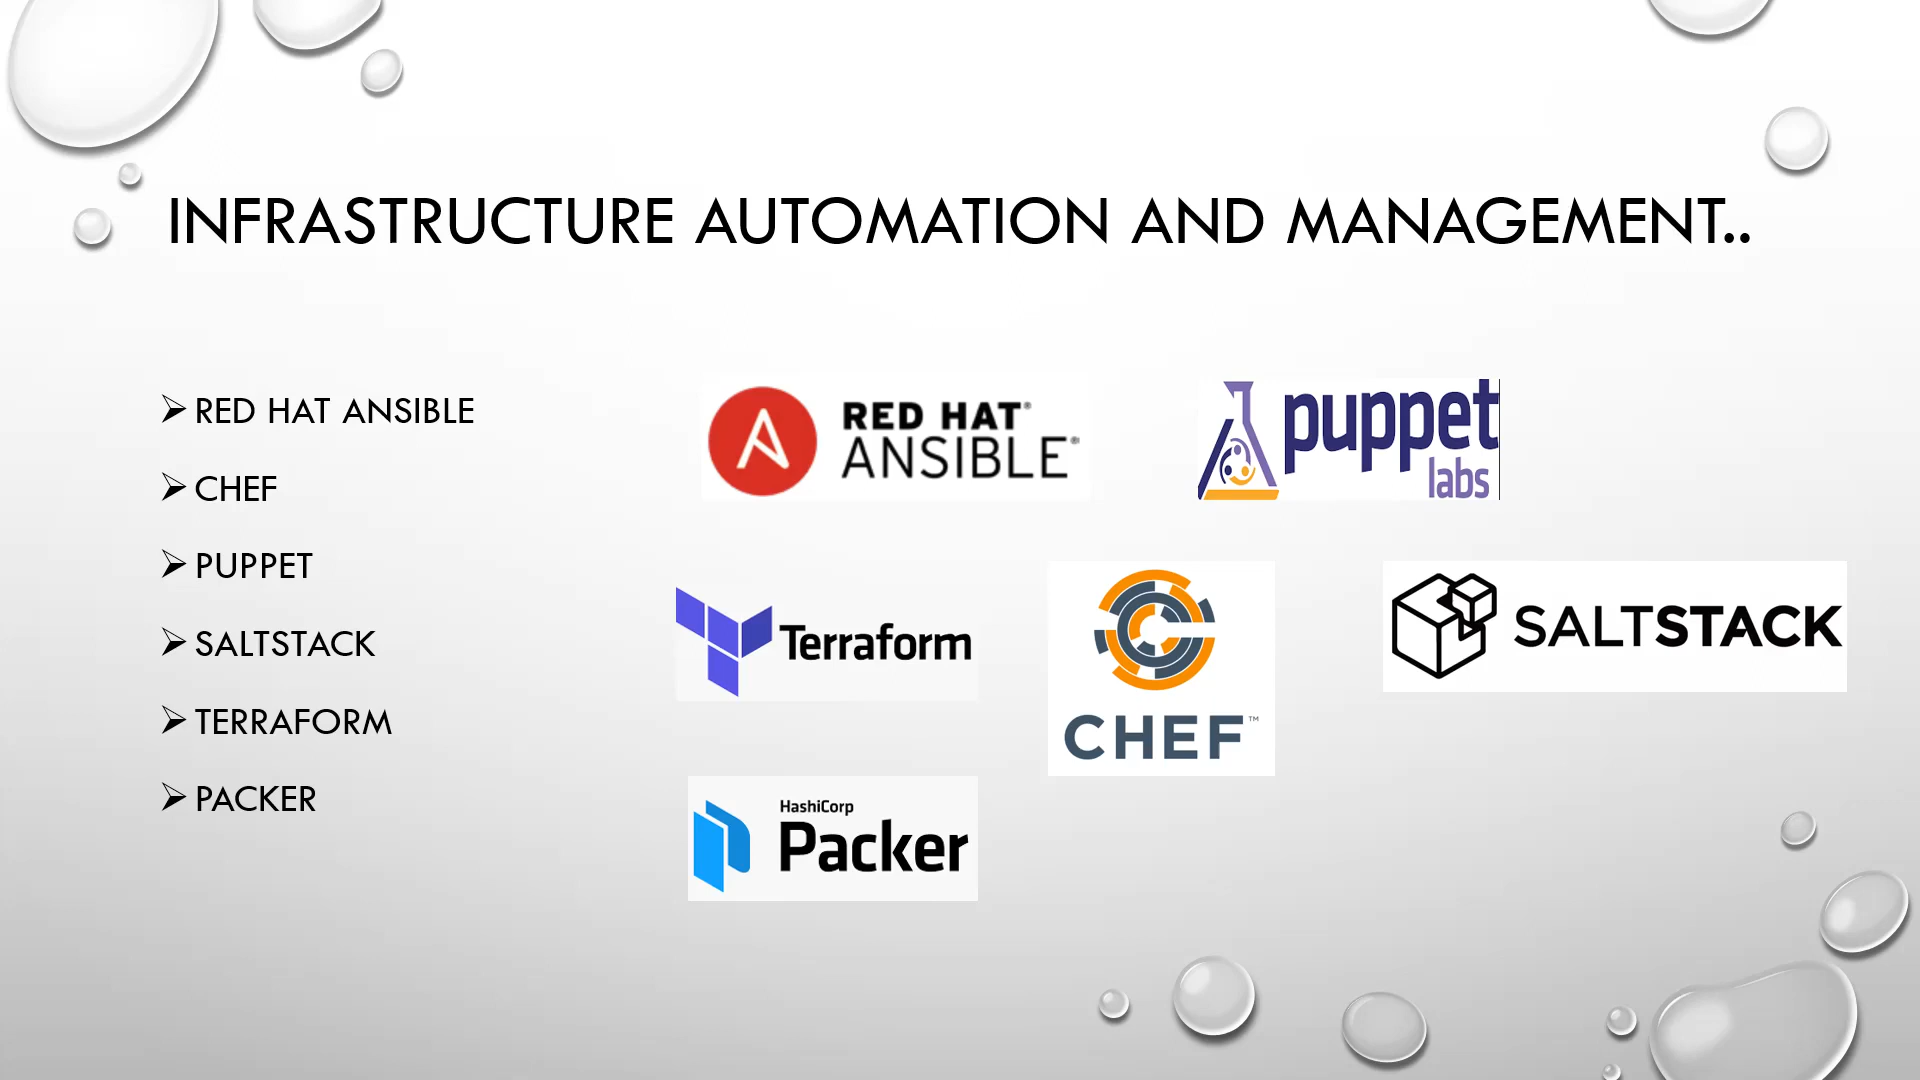 INFRASTRUCTURE AUTOMATION AND MANAGEMENT..
RED HAT ANSIBLE
CHEF
PUPPET
SALTSTACK
TERRAFORM
PACKER
RED HAT®
ANSIBLE®
puppet
labs
Terraform
CHEF™
SALTSTACK
HashiCorp
Packer